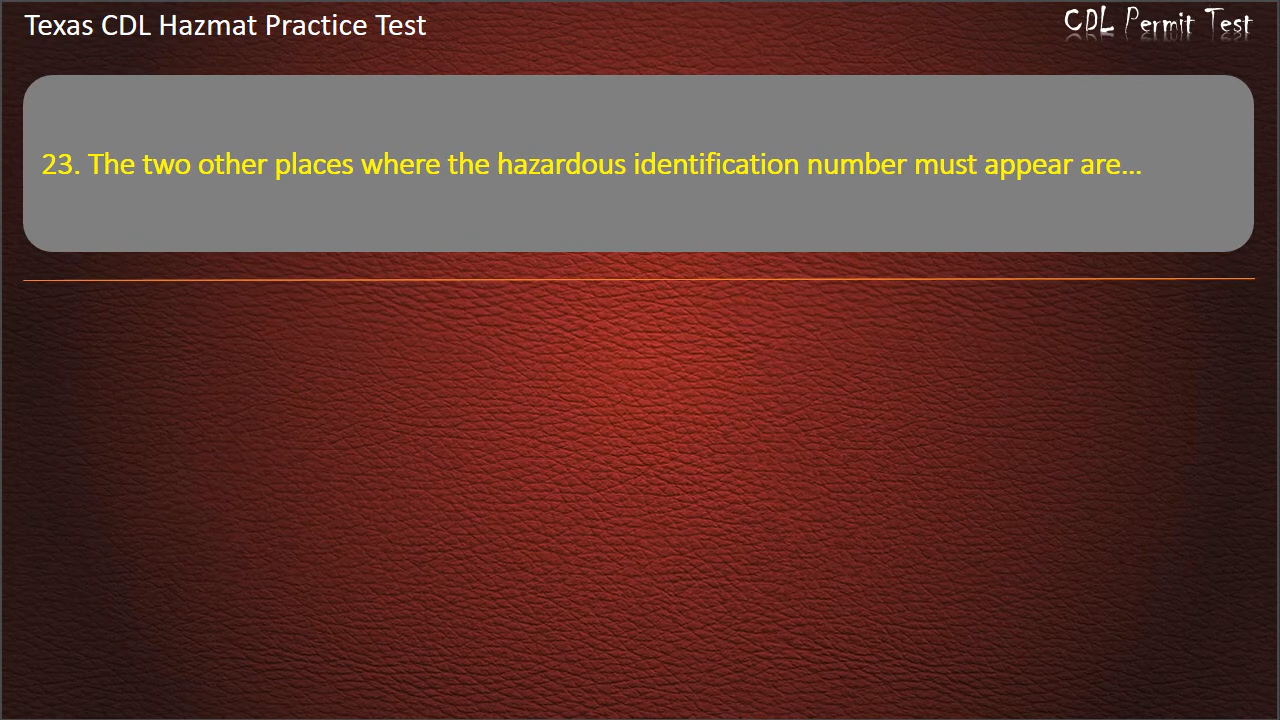 Texas CDL Hazmat Practice Test
CDL Permit Test
23. The two other places where the hazardous identification number must appear are...